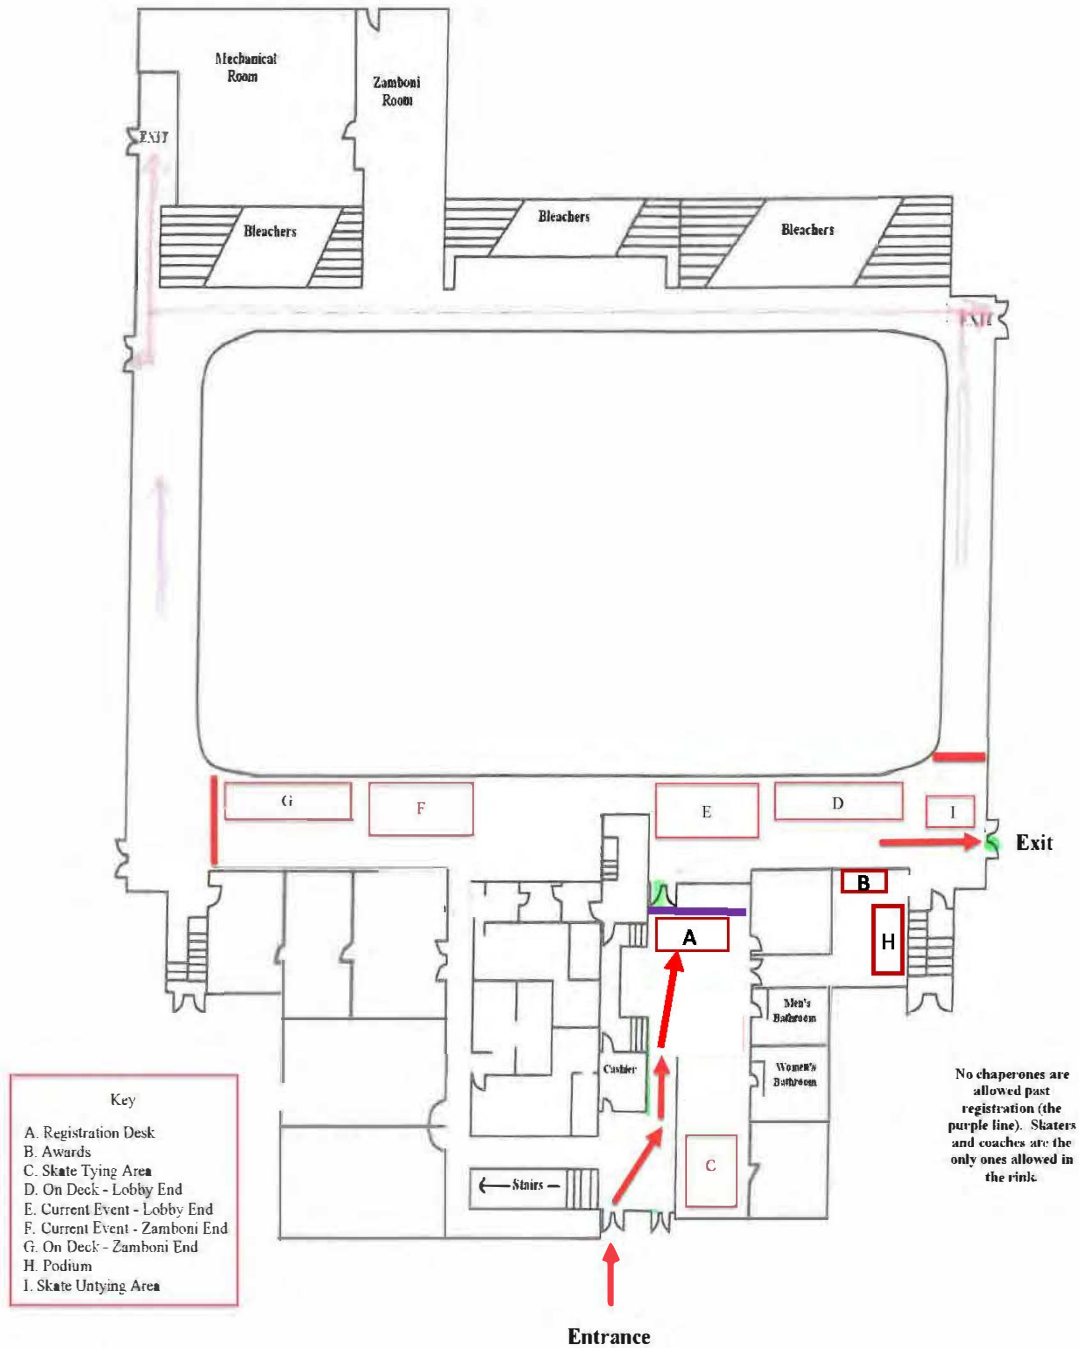 Mechanical
Room
Zamboni
Room
EXIT
Bleachers
Bleachers
Bleachers
EXIT
G
F
E
D
I
Exit
B
A
H
Men's
Bathroom
Cashier
Women's
Bathroom
No chaperones are
allowed past
registration (the
purple line). Skaters
and coaches are the
only ones allowed in
the rink.
C
Stairs
Key
A. Registration Desk
B. Awards
C. Skate Tying Area
D. On Deck - Lobby End
E. Current Event - Lobby End
F. Current Event - Zamboni End
G. On Deck - Zamboni End
H. Podium
I. Skate Untying Area
Entrance